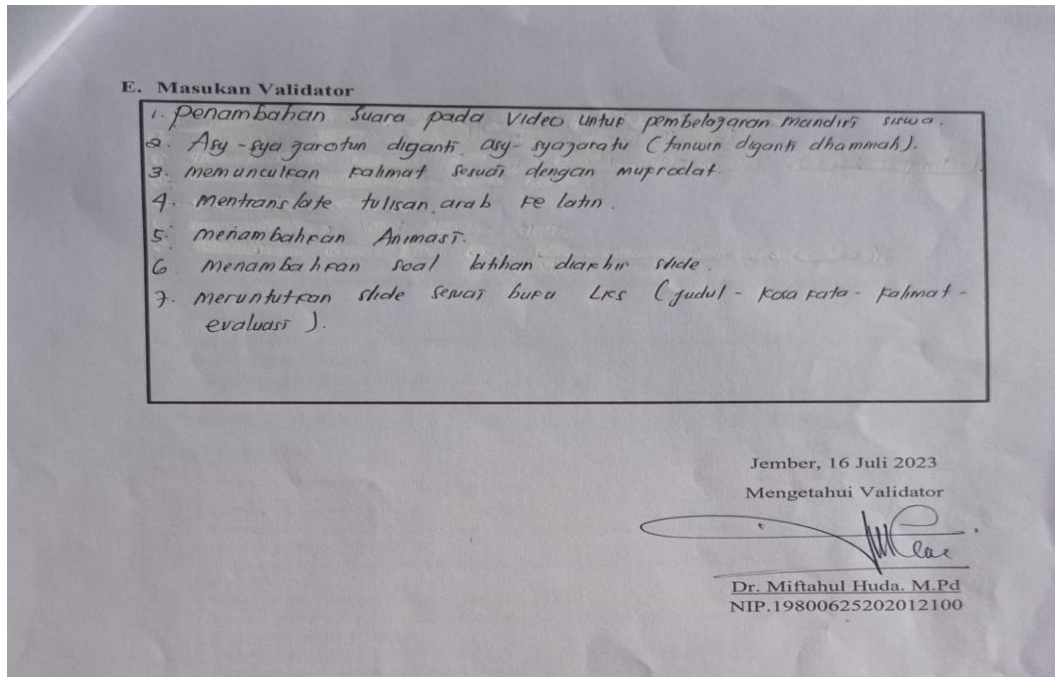 E. Masukan Validator
1. Penambahan suara pada video untuk pembelajaran mandiri siswa.
2. Asy-syajarotun diganti asy-syajaratu (tanwin diganti dhammah).
3. memunculkan kalimat sesuai dengan muprodat.
4. mentranslate tulisan arab ke latin.
5. menambahkan Animasi.
6. menambahkan soal latihan diakhir slide.
7. meruntutkan slide sesuai buku LKS (judul - kosa kata - kalimat -
evaluasi).
Jember, 16 Juli 2023
Mengetahui Validator
Dr. Miftahul Huda. M.Pd
NIP.19800625202012100